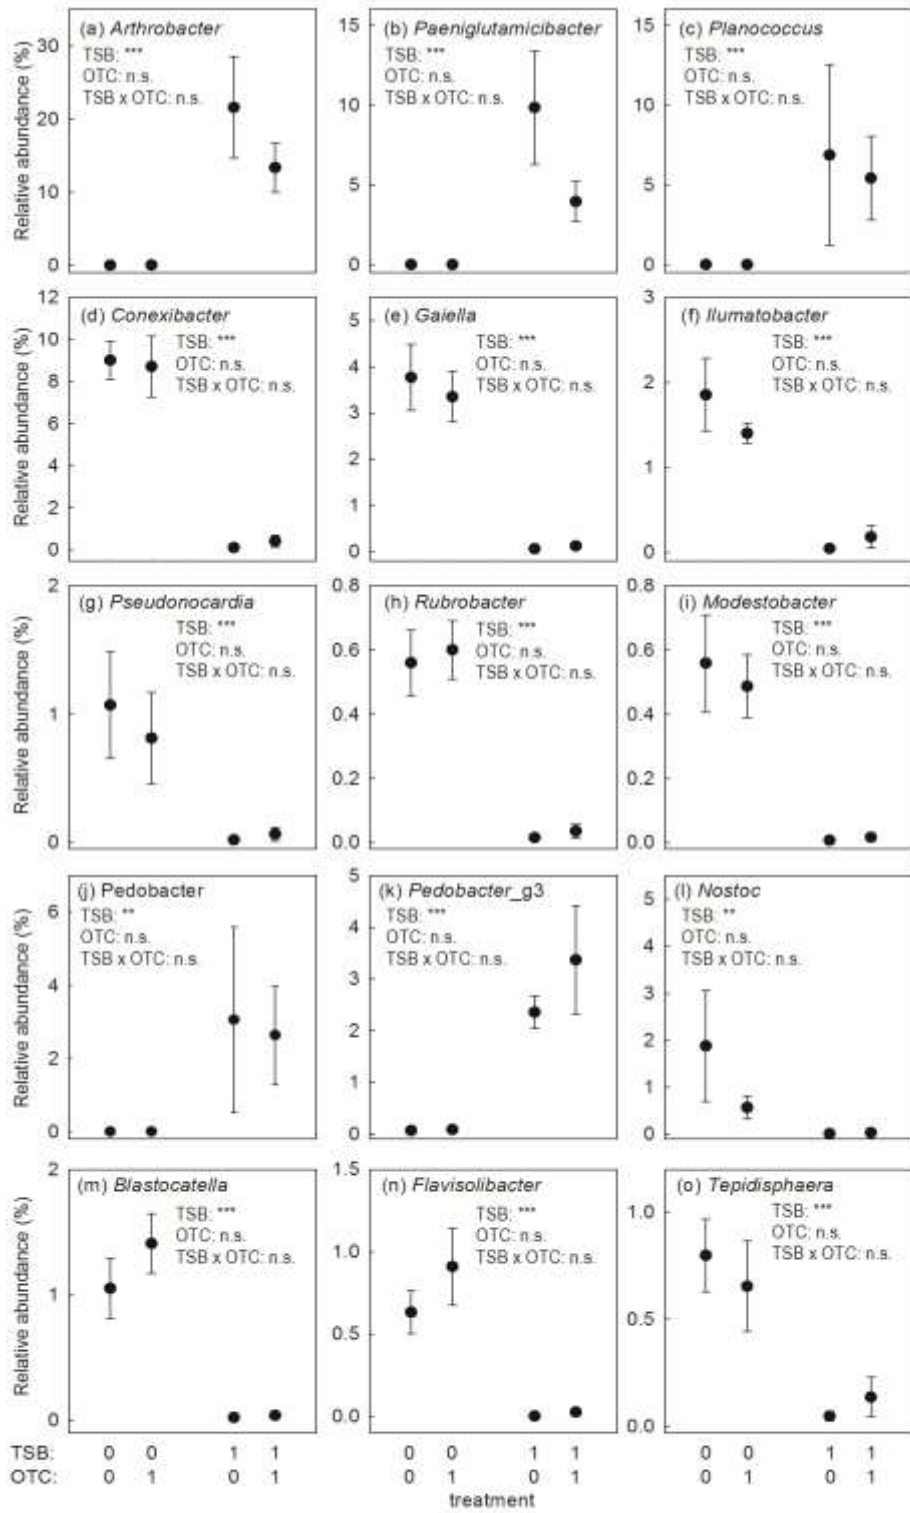 (a) Arthrobacter
TSB: ***
OTC: n.s.
TSB x OTC: n.s.
Relative abundance (%)
30
20
10
0
(b) Paeniglutamicibacter
TSB: ***
OTC: n.s.
TSB x OTC: n.s.
15
10
5
0
(c) Planococcus
TSB: ***
OTC: n.s.
TSB x OTC: n.s.
15
10
5
0
(d) Conexibacter
TSB: ***
OTC: n.s.
TSB x OTC: n.s.
Relative abundance (%)
12
10
8
6
4
2
0
(e) Gaiella
TSB: ***
OTC: n.s.
TSB x OTC: n.s.
5
4
3
2
1
0
(f) Ilumatobacter
TSB: ***
OTC: n.s.
TSB x OTC: n.s.
3
2
1
0
(g) Pseudonocardia
TSB: ***
OTC: n.s.
TSB x OTC: n.s.
Relative abundance (%)
2
1
0
(h) Rubrobacter
TSB: ***
OTC: n.s.
TSB x OTC: n.s.
0.8
0.6
0.4
0.2
0.0
(i) Modestobacter
TSB: ***
OTC: n.s.
TSB x OTC: n.s.
0.8
0.6
0.4
0.2
0.0
(j) Pedobacter
TSB: **
OTC: n.s.
TSB x OTC: n.s.
Relative abundance (%)
6
4
2
0
(k) Pedobacter_g3
TSB: ***
OTC: n.s.
TSB x OTC: n.s.
5
4
3
2
1
0
(l) Nostoc
TSB: **
OTC: n.s.
TSB x OTC: n.s.
5
4
3
2
1
0
(m) Blastocatella
TSB: ***
OTC: n.s.
TSB x OTC: n.s.
Relative abundance (%)
2
1
0
(n) Flavisolibacter
TSB: ***
OTC: n.s.
TSB x OTC: n.s.
1.5
1.0
0.5
0.0
(o) Tepidisphaera
TSB: ***
OTC: n.s.
TSB x OTC: n.s.
1.0
0.5
0.0
TSB: 0 0 1 1 0 0 1 1 0 0 1 1
OTC: 0 1 0 1 0 1 0 1 0 1 0 1
treatment